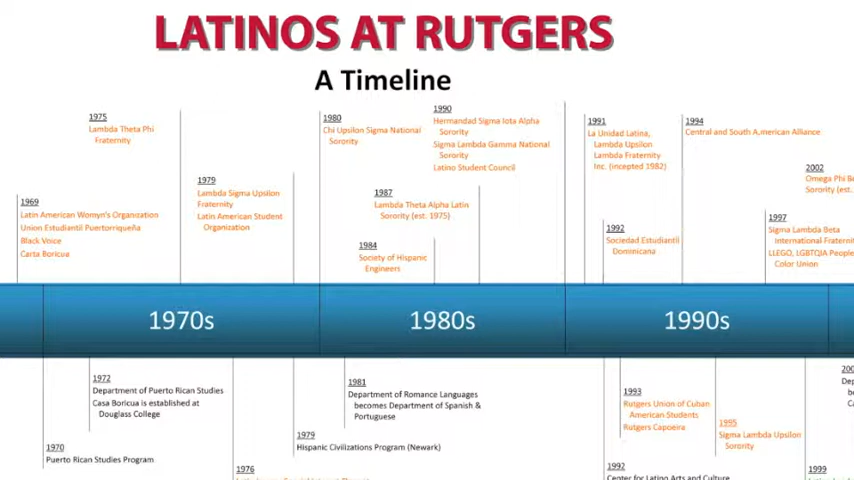 LATINOS AT RUTGERS
A Timeline
1975
Lambda Theta Phi
Fraternity
1969
Latin American Womyn's Organization
Union Estudiantil Puertorriqueña
Black Voice
Carta Boricua
1979
Lambda Sigma Upsilon
Fraternity
Latin American Student
Organization
1980
Chi Upsilon Sigma National
Sorority
1990
Hermandad Sigma Iota Alpha
Sorority
Sigma Lambda Gamma National
Sorority
Latino Student Council
1987
Lambda Theta Alpha Latin
Sorority (est. 1975)
1984
Society of Hispanic
Engineers
1991
La Unidad Latina,
Lambda Upsilon
Lambda Fraternity
Inc. (incepted 1982)
1994
Central and South A,merican Alliance
1992
Sociedad Estudiantil
Dominicana
2002
Omega Phi Be
Sorority (est.
1997
Sigma Lambda Beta
International Fraternit
LLEGO, LGBTQIA People
Color Union
1970s
1980s
1990s
1972
Department of Puerto Rican Studies
Casa Boricua is established at
Douglass College
1970
Puerto Rican Studies Program
1976
1979
Hispanic Civilizations Program (Newark)
1981
Department of Romance Languages
becomes Department of Spanish &
Portuguese
1993
Rutgers Union of Cuban
American Students
Rutgers Capoeira
1995
Sigma Lambda Upsilon
Sorority
1992
Center for Latino Arts and Culture
1999